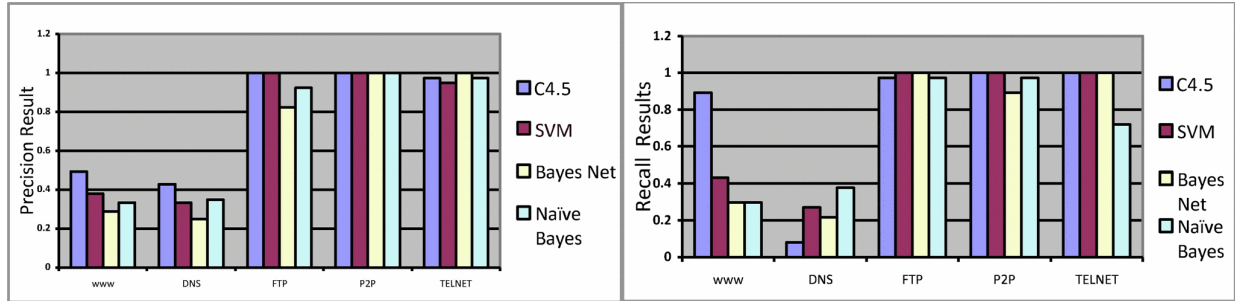 Precision Result
1.2
1
0.8
0.6
0.4
0.2
0
www DNS FTP P2P TELNET
C4.5
SVM
Bayes Net
Naïve
Bayes
Recall Results
1.2
1
0.8
0.6
0.4
0.2
0
www DNS FTP P2P TELNET
C4.5
SVM
Bayes
Net
Naïve
Bayes